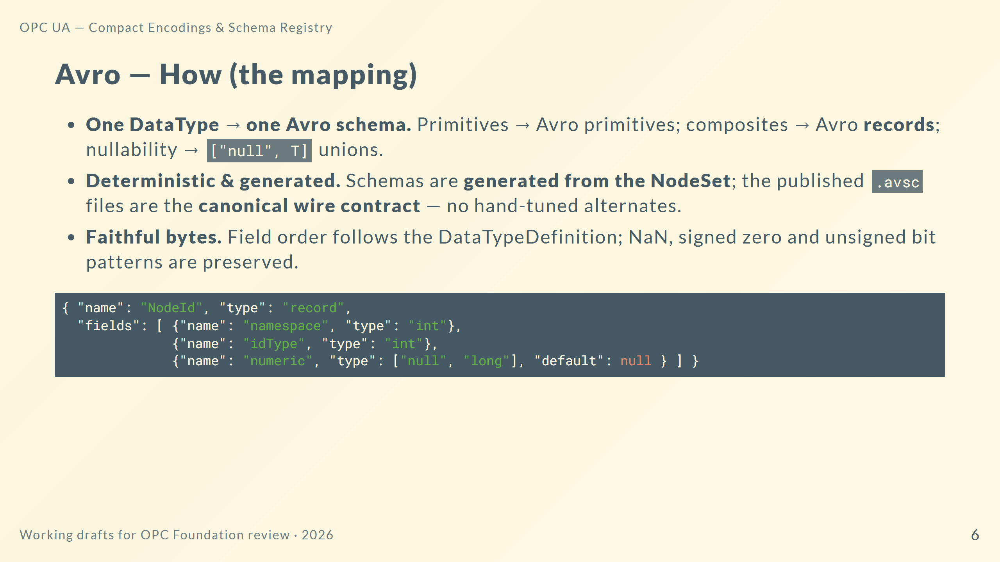 OPC UA — Compact Encodings & Schema Registry
Avro — How (the mapping)
• One DataType → one Avro schema. Primitives → Avro primitives; composites → Avro records;
nullability → ["null", T] unions.
• Deterministic & generated. Schemas are generated from the NodeSet; the published .avsc
files are the canonical wire contract — no hand-tuned alternates.
• Faithful bytes. Field order follows the DataTypeDefinition; NaN, signed zero and unsigned bit
patterns are preserved.
{ "name": "NodeId", "type": "record",
  "fields": [ {"name": "namespace", "type": "int"},
              {"name": "idType", "type": "int"},
              {"name": "numeric", "type": ["null", "long"], "default": null } ] }
Working drafts for OPC Foundation review · 2026
6